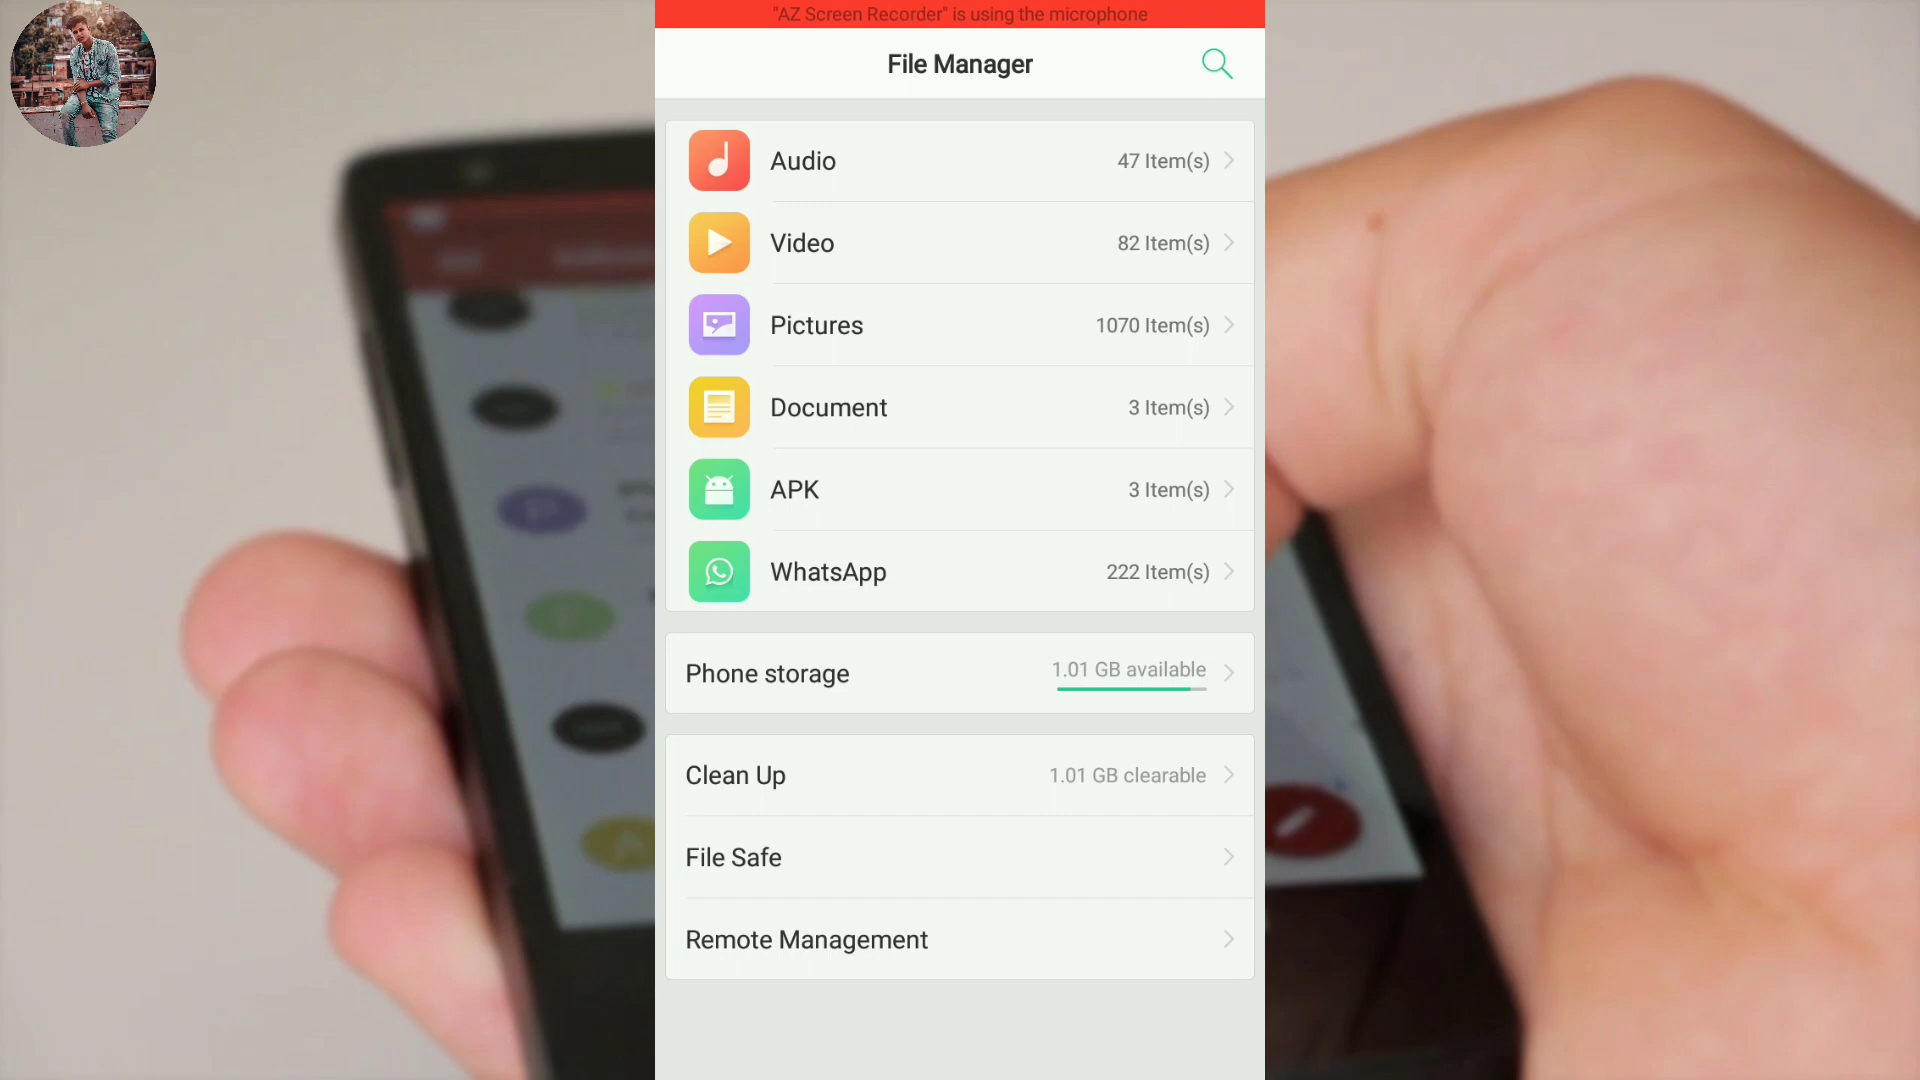 "AZ Screen Recorder" is using the microphone
File Manager
Audio 47 Item(s)
Video 82 Item(s)
Pictures 1070 Item(s)
Document 3 Item(s)
APK 3 Item(s)
WhatsApp 222 Item(s)
Phone storage 1.01 GB available
Clean Up 1.01 GB clearable
File Safe
Remote Management